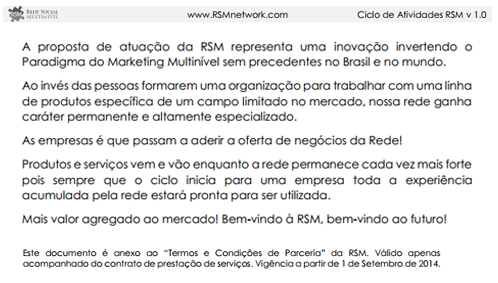 REDE SOCIAL MULTINÍVEL www.RSMnetwork.com Ciclo de Atividades RSM v 1.0
A proposta de atuação da RSM representa uma inovação invertendo o
Paradigma do Marketing Multinível sem precedentes no Brasil e no mundo.
Ao invés das pessoas formarem uma organização para trabalhar com uma linha
de produtos específica de um campo limitado no mercado, nossa rede ganha
caráter permanente e altamente especializado.
As empresas é que passam a aderir a oferta de negócios da Rede!
Produtos e serviços vem e vão enquanto a rede permanece cada vez mais forte
pois sempre que o ciclo inicia para uma empresa toda a experiência
acumulada pela rede estará pronta para ser utilizada.
Mais valor agregado ao mercado! Bem-vindo à RSM, bem-vindo ao futuro!
Este documento é anexo ao “Termos e Condições de Parceria” da RSM. Válido apenas
acompanhado do contrato de prestação de serviços. Vigência a partir de 1 de Setembro de 2014.